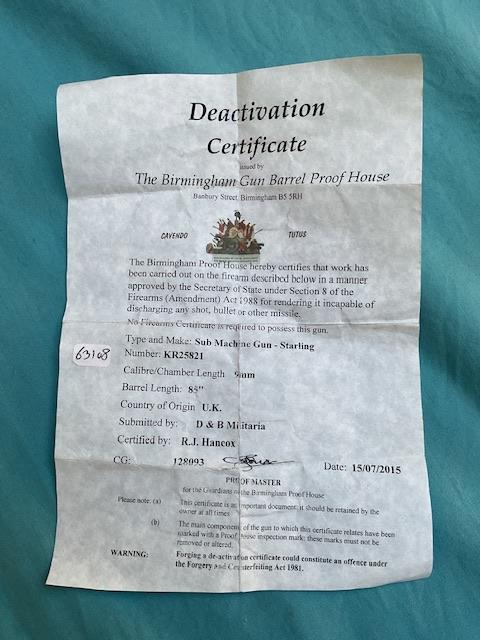 Deactivation
Certificate
issued by
The Birmingham Gun Barrel Proof House
Banbury Street, Birmingham B5 5RH
CAVENDO TUTUS
The Birmingham Proof House hereby certifies that work has
been carried out on the firearm described below in a manner
approved by the Secretary of State under Section 8 of the
Firearms (Amendment) Act 1988 for rendering it incapable of
discharging any shot, bullet or other missile.
No Firearms Certificate is required to possess this gun.
Type and Make: Sub Machine Gun - Starling
63168
Number: KR25821
Calibre/Chamber Length 9mm
Barrel Length: 85"
Country of Origin U.K.
Submitted by: D & B Militaria
Certified by: R.J. Hancox
CG: 128093 Date: 15/07/2015
PROOF MASTER
for the Guardians of the Birmingham Proof House
Please note: (a) This certificate is an important document; it should be retained by the
owner at all times
(b) The main component of the gun to which this certificate relates have been
marked with a Proof House inspection mark: these marks must not be
removed or altered.
WARNING: Forging a de-activation certificate could constitute an offence under
the Forgery and Counterfeiting Act 1981.